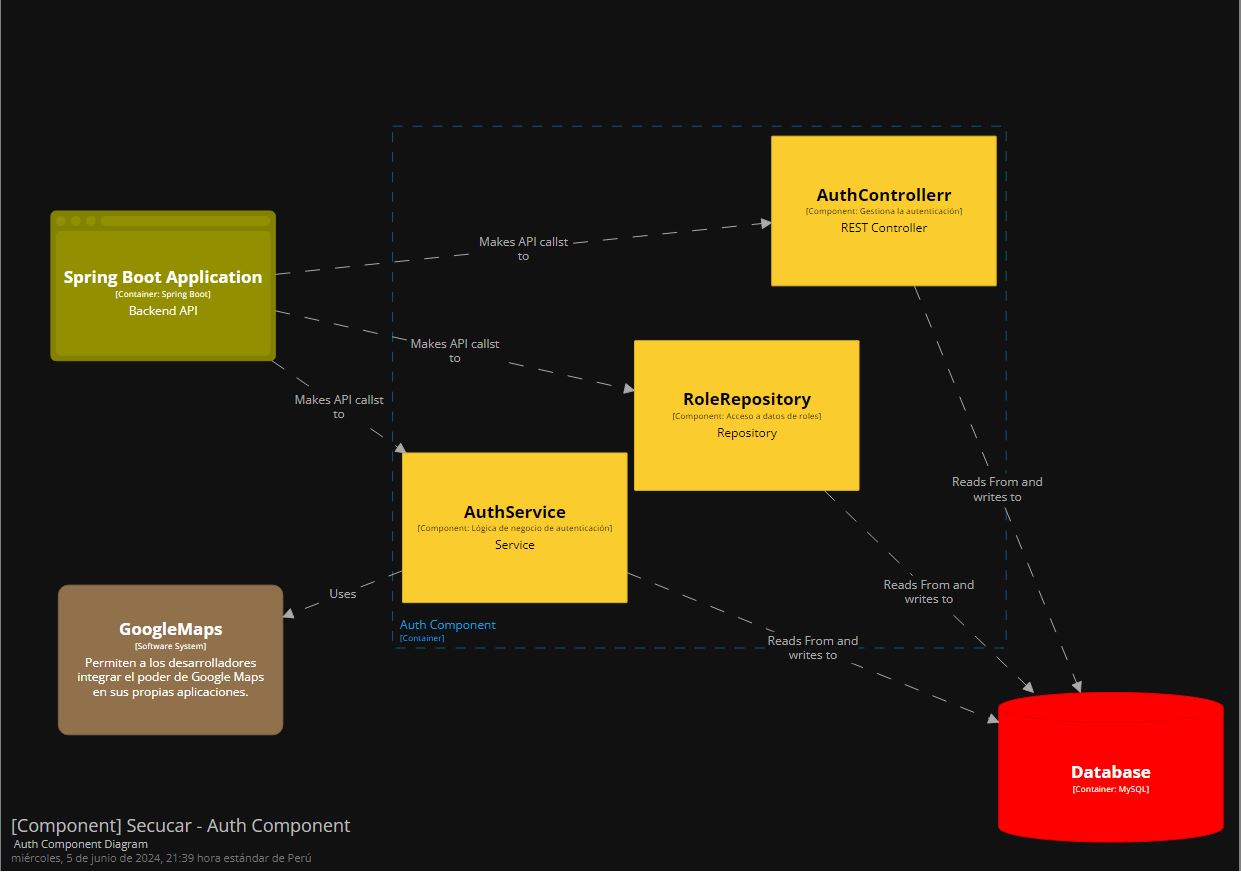 AuthControllerr
[Component: Gestiona la autenticación]
REST Controller
Makes API callst
to
Spring Boot Application
[Container: Spring Boot]
Backend API
Makes API callst
to
RoleRepository
[Component: Acceso a datos de roles]
Repository
Makes API callst
to
Reads From and
writes to
AuthService
[Component: Lógica de negocio de autenticación]
Service
Reads From and
writes to
Uses
GoogleMaps
[Software System]
Permiten a los desarrolladores
integrar el poder de Google Maps
en sus propias aplicaciones.
Auth Component
[Container]
Reads From and
writes to
Database
[Container: MySQL]
[Component] Secucar - Auth Component
Auth Component Diagram
miércoles, 5 de junio de 2024, 21:39 hora estándar de Perú